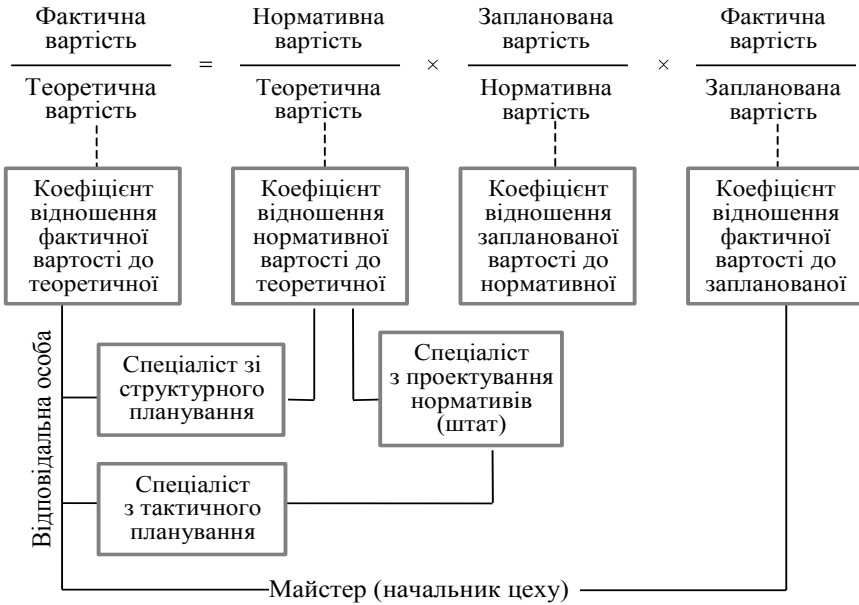 Фактична
вартість
Теоретична
вартість
=
Нормативна
вартість
Теоретична
вартість
×
Запланована
вартість
Нормативна
вартість
×
Фактична
вартість
Запланована
вартість
Коефіцієнт
відношення
фактичної
вартості до
теоретичної
Коефіцієнт
відношення
нормативної
вартості до
теоретичної
Коефіцієнт
відношення
запланованої
вартості до
нормативної
Коефіцієнт
відношення
фактичної
вартості до
запланованої
Відповідальна особа
Спеціаліст зі
структурного
планування
Спеціаліст
з проектування
нормативів
(штат)
Спеціаліст
з тактичного
планування
Майстер (начальник цеху)